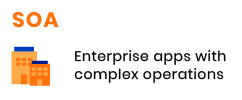 SOA
Enterprise apps with
complex operations